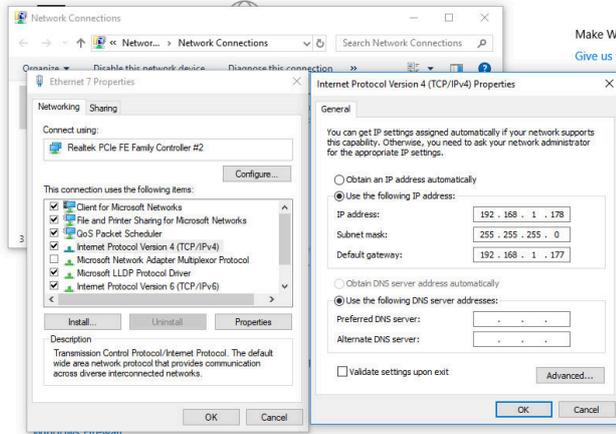 Network Connections
Make W
Give us
« Networ... > Network Connections
Search Network Connections
Organize
Disable this network device
Diagnose this connection
»
Ethernet 7 Properties
Networking
Sharing
Connect using:
Realtek PCIe FE Family Controller #2
Configure...
This connection uses the following items:
Client for Microsoft Networks
File and Printer Sharing for Microsoft Networks
QoS Packet Scheduler
Internet Protocol Version 4 (TCP/IPv4)
Microsoft Network Adapter Multiplexor Protocol
Microsoft LLDP Protocol Driver
Internet Protocol Version 6 (TCP/IPv6)
Install...
Uninstall
Properties
Description
Transmission Control Protocol/Internet Protocol. The default
wide area network protocol that provides communication
across diverse interconnected networks.
OK
Cancel
3
Internet Protocol Version 4 (TCP/IPv4) Properties
General
You can get IP settings assigned automatically if your network supports
this capability. Otherwise, you need to ask your network administrator
for the appropriate IP settings.
Obtain an IP address automatically
Use the following IP address:
IP address:
192 . 168 . 1 . 178
Subnet mask:
255 . 255 . 255 . 0
Default gateway:
192 . 168 . 1 . 177
Obtain DNS server address automatically
Use the following DNS server addresses:
Preferred DNS server:
. . .
Alternate DNS server:
. . .
Validate settings upon exit
Advanced...
OK
Cancel
Windows Firewall